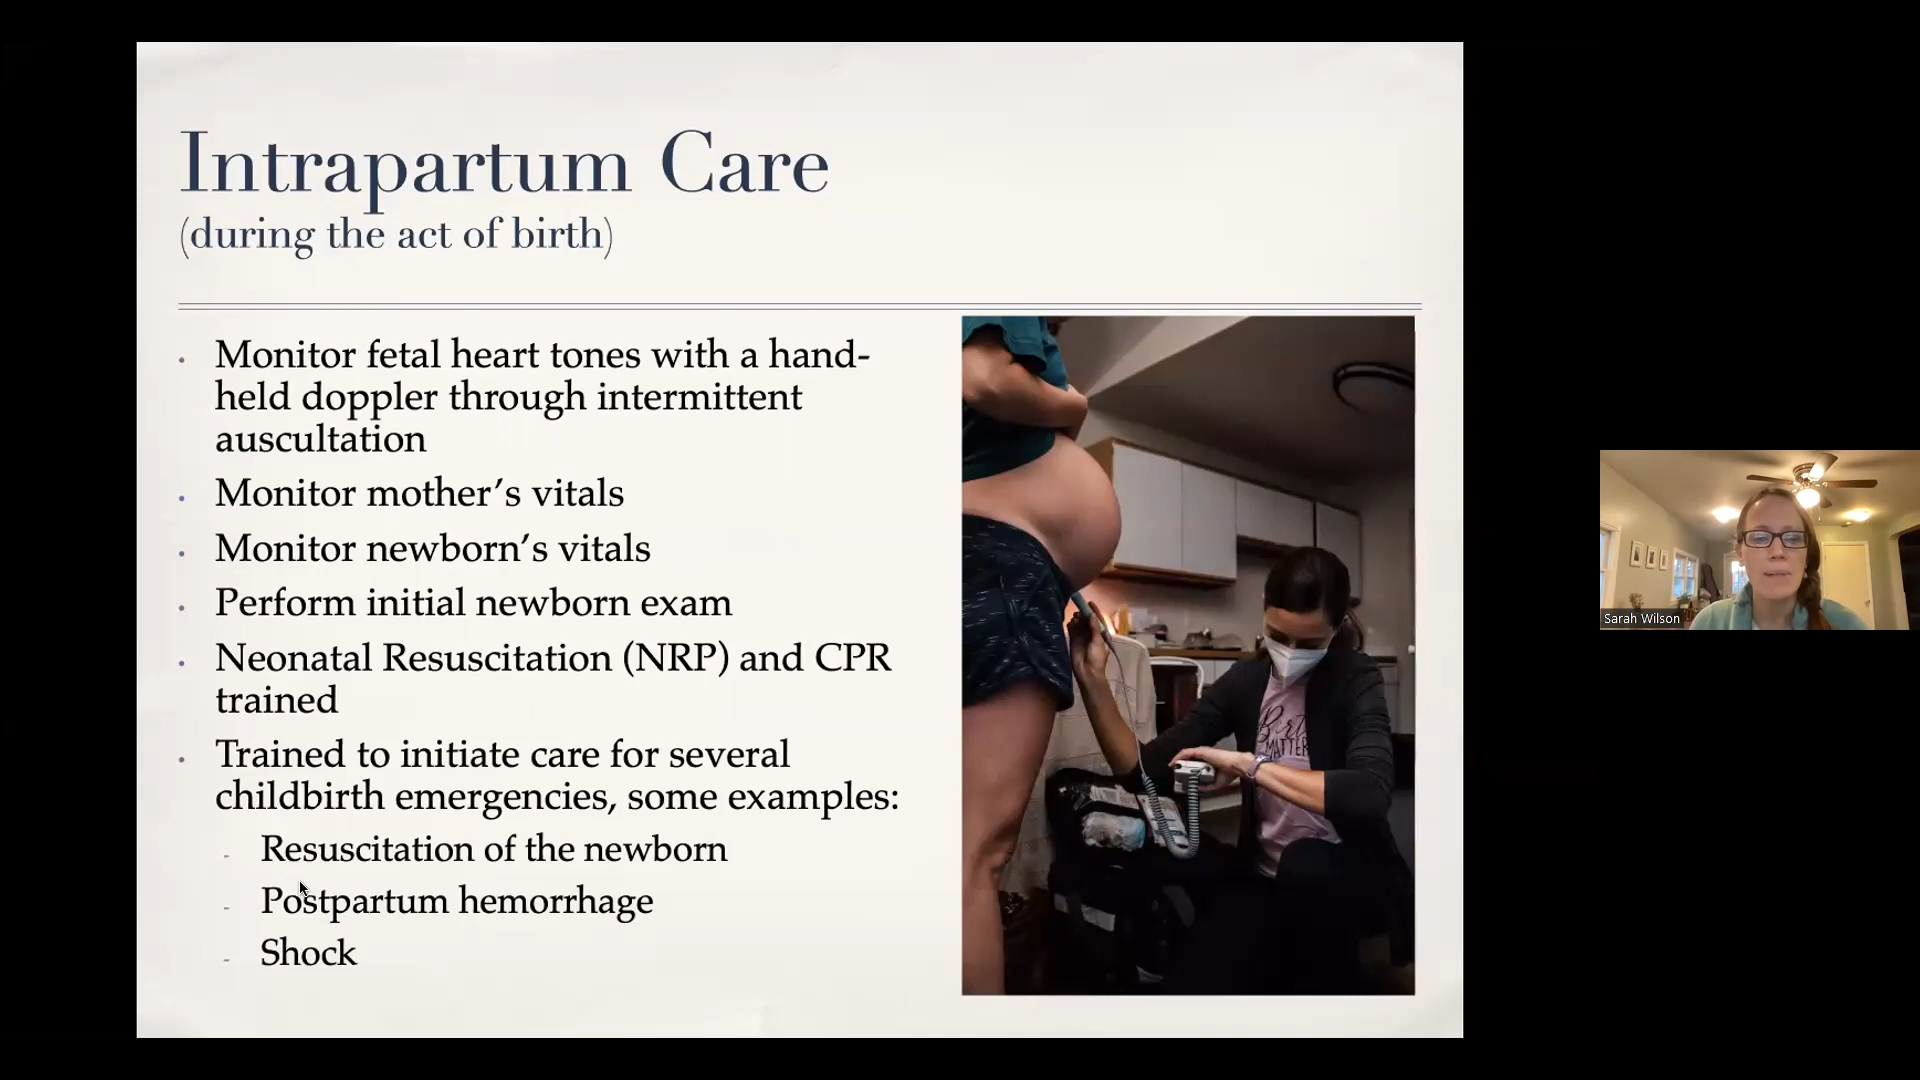 Intrapartum Care
(during the act of birth)
• Monitor fetal heart tones with a hand-
held doppler through intermittent
auscultation
• Monitor mother’s vitals
• Monitor newborn’s vitals
• Perform initial newborn exam
• Neonatal Resuscitation (NRP) and CPR
trained
• Trained to initiate care for several
childbirth emergencies, some examples:
- Resuscitation of the newborn
- Postpartum hemorrhage
- Shock
Sarah Wilson